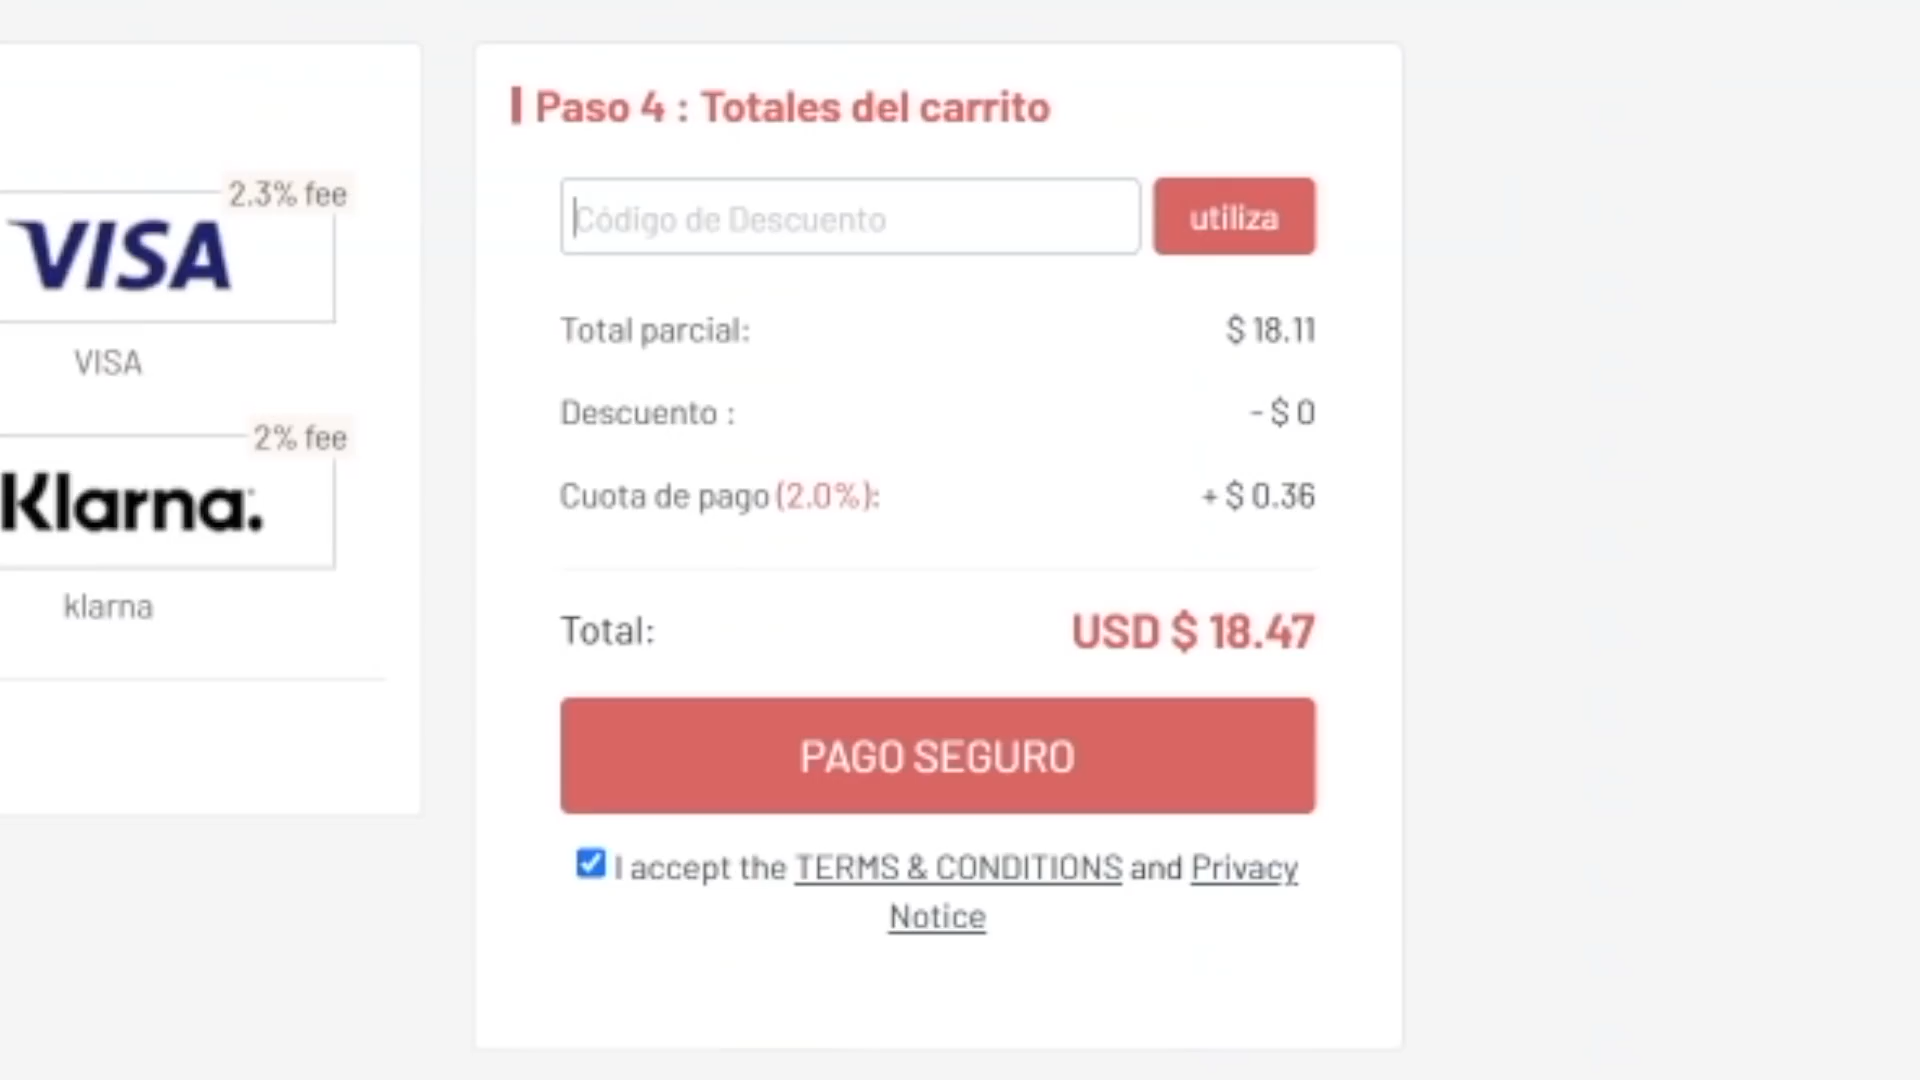 2.3% fee
VISA
VISA
2% fee
Klarna.
klarna
Paso 4 : Totales del carrito
Código de Descuento
utiliza
Total parcial: $ 18.11
Descuento : - $ 0
Cuota de pago (2.0%): + $ 0.36
Total: USD $ 18.47
PAGO SEGURO
I accept the TERMS & CONDITIONS and Privacy
Notice